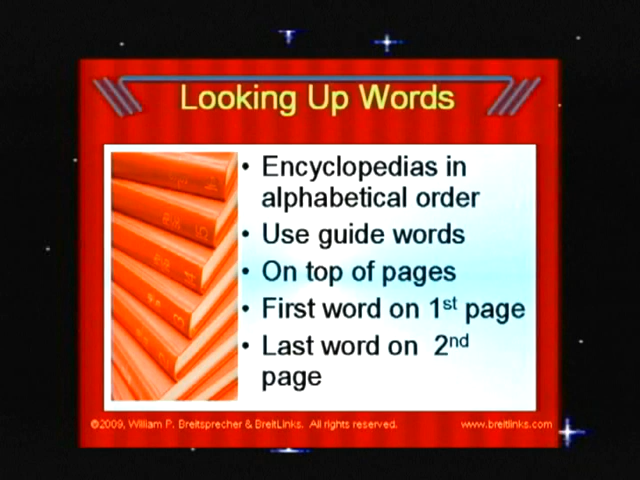 Looking Up Words
• Encyclopedias in
alphabetical order
• Use guide words
• On top of pages
• First word on 1st page
• Last word on 2nd
page
©2009, William P. Breitsprecher & BreitLinks. All rights reserved. www.breitlinks.com